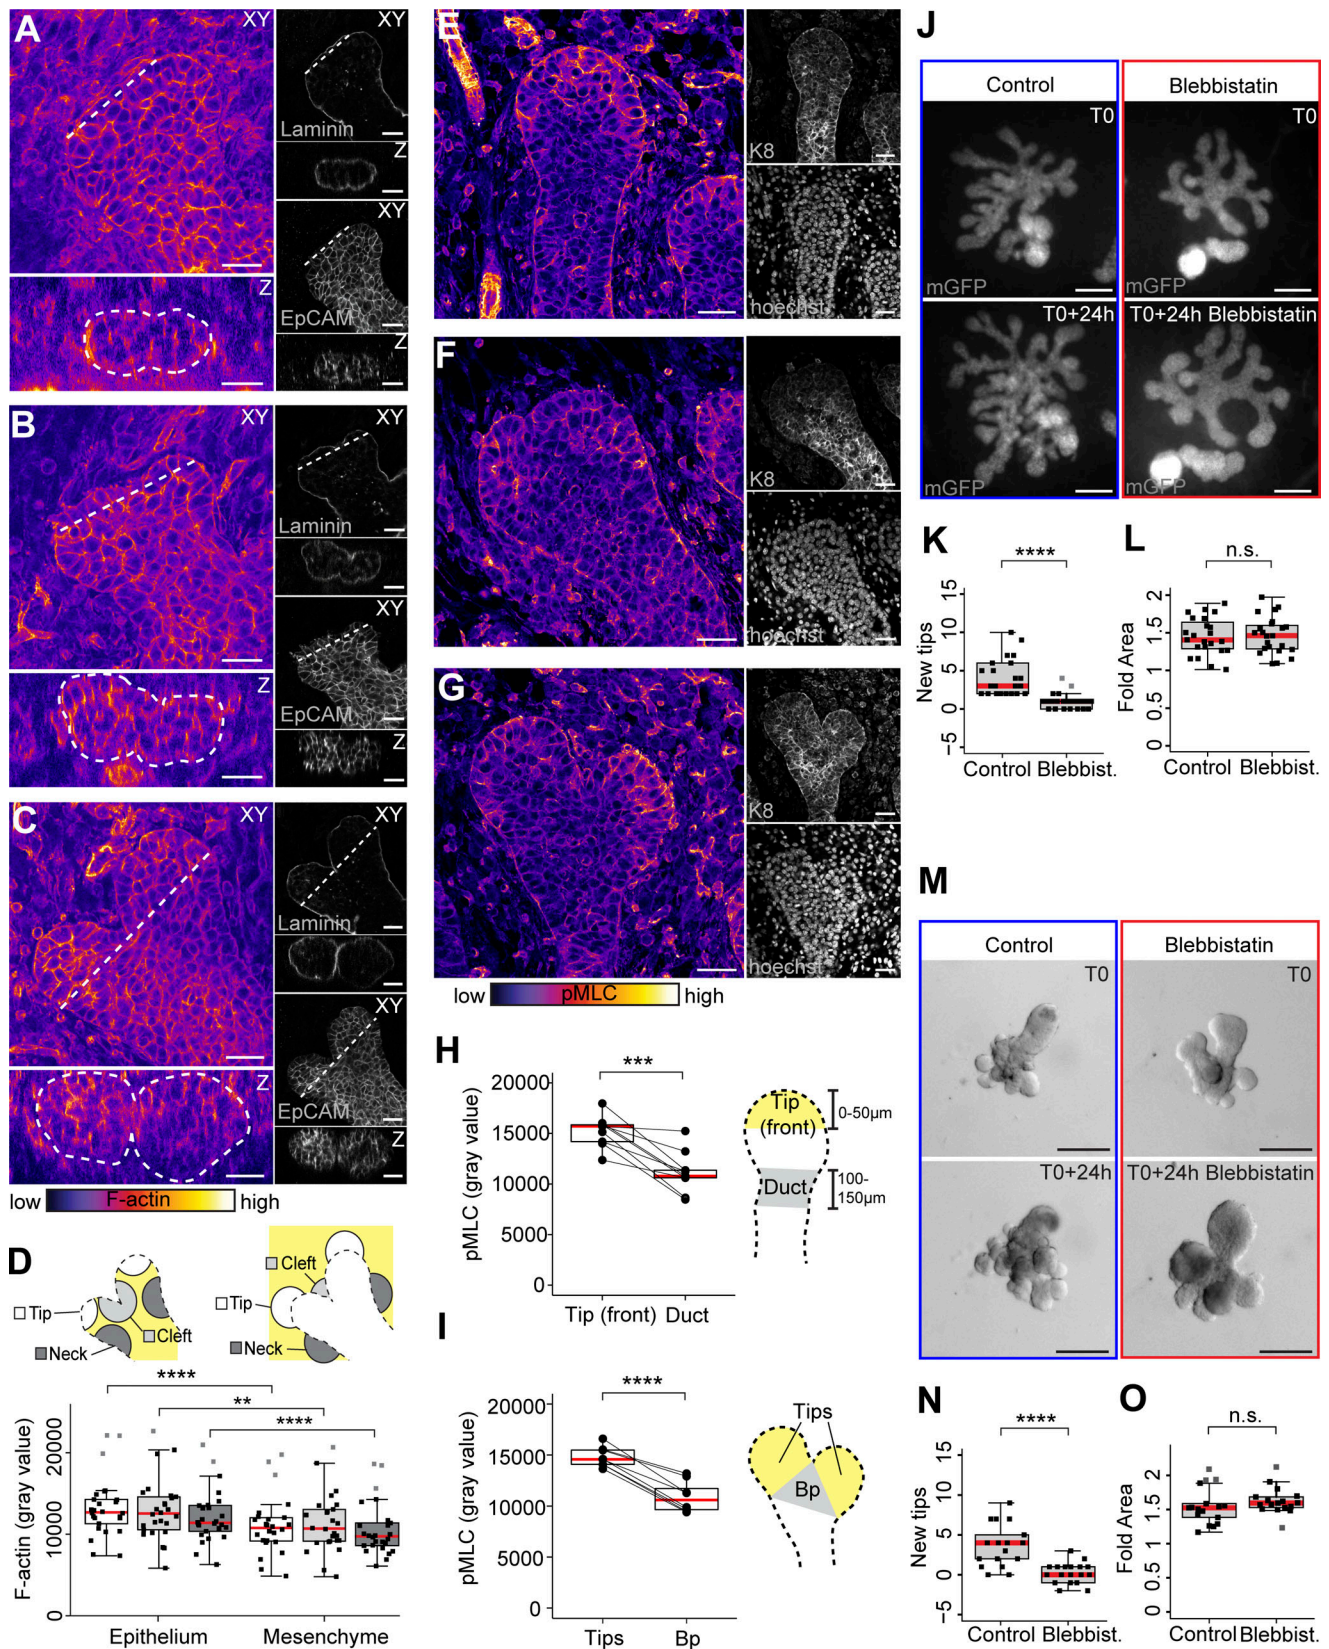 A
XY
Laminin
Z
Z
XY
EpCAM
Z
B
XY
XY
Laminin
Z
XY
EpCAM
Z
C
XY
XY
Laminin
Z
XY
EpCAM
Z
low F-actin high
D
Tip
Cleft
Neck
Cleft
Tip
Neck
****
**
****
F-actin (gray value)
20000
10000
0
Epithelium Mesenchyme
E
K8
hoechst
F
K8
hoechst
G
K8
hoechst
low pMLC high
H
***
pMLC (gray value)
20000
15000
10000
5000
0
Tip (front) Duct
Tip
(front)
0-50µm
Duct
100-
150µm
I
****
pMLC (gray value)
20000
15000
10000
5000
0
Tips Bp
Tips
Bp
J
Control Blebbistatin
T0 T0
mGFP mGFP
T0+24h T0+24h Blebbistatin
mGFP mGFP
K
****
New tips
15
10
5
0
-5
Control Blebbist.
L
n.s.
Fold Area
2
1.5
1
0.5
0
Control Blebbist.
M
Control Blebbistatin
T0 T0
T0+24h T0+24h Blebbistatin
N
****
New tips
10
5
0
-5
Control Blebbist.
O
n.s.
Fold Area
2
1.5
1
0.5
0
Control Blebbist.